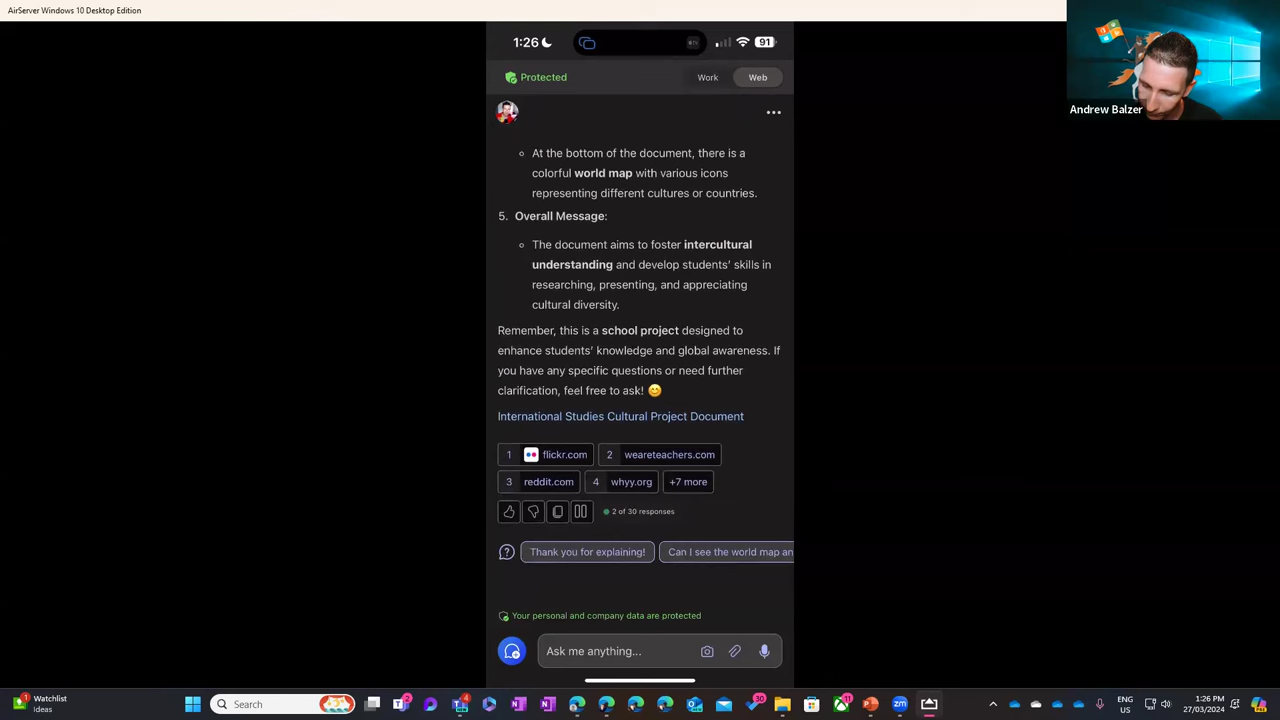 AirServer Windows 10 Desktop Edition
1:26
91
Protected
Work
Web
Andrew Balzer
At the bottom of the document, there is a
colorful world map with various icons
representing different cultures or countries.
5. Overall Message:
The document aims to foster intercultural
understanding and develop students' skills in
researching, presenting, and appreciating
cultural diversity.
Remember, this is a school project designed to
enhance students' knowledge and global awareness. If
you have any specific questions or need further
clarification, feel free to ask! 😊
International Studies Cultural Project Document
1 flickr.com 2 weareteachers.com
3 reddit.com 4 whyy.org +7 more
2 of 30 responses
Thank you for explaining! Can I see the world map an
Your personal and company data are protected
Ask me anything...
Watchlist
Ideas
Search
ENG
US
1:26 PM
27/03/2024